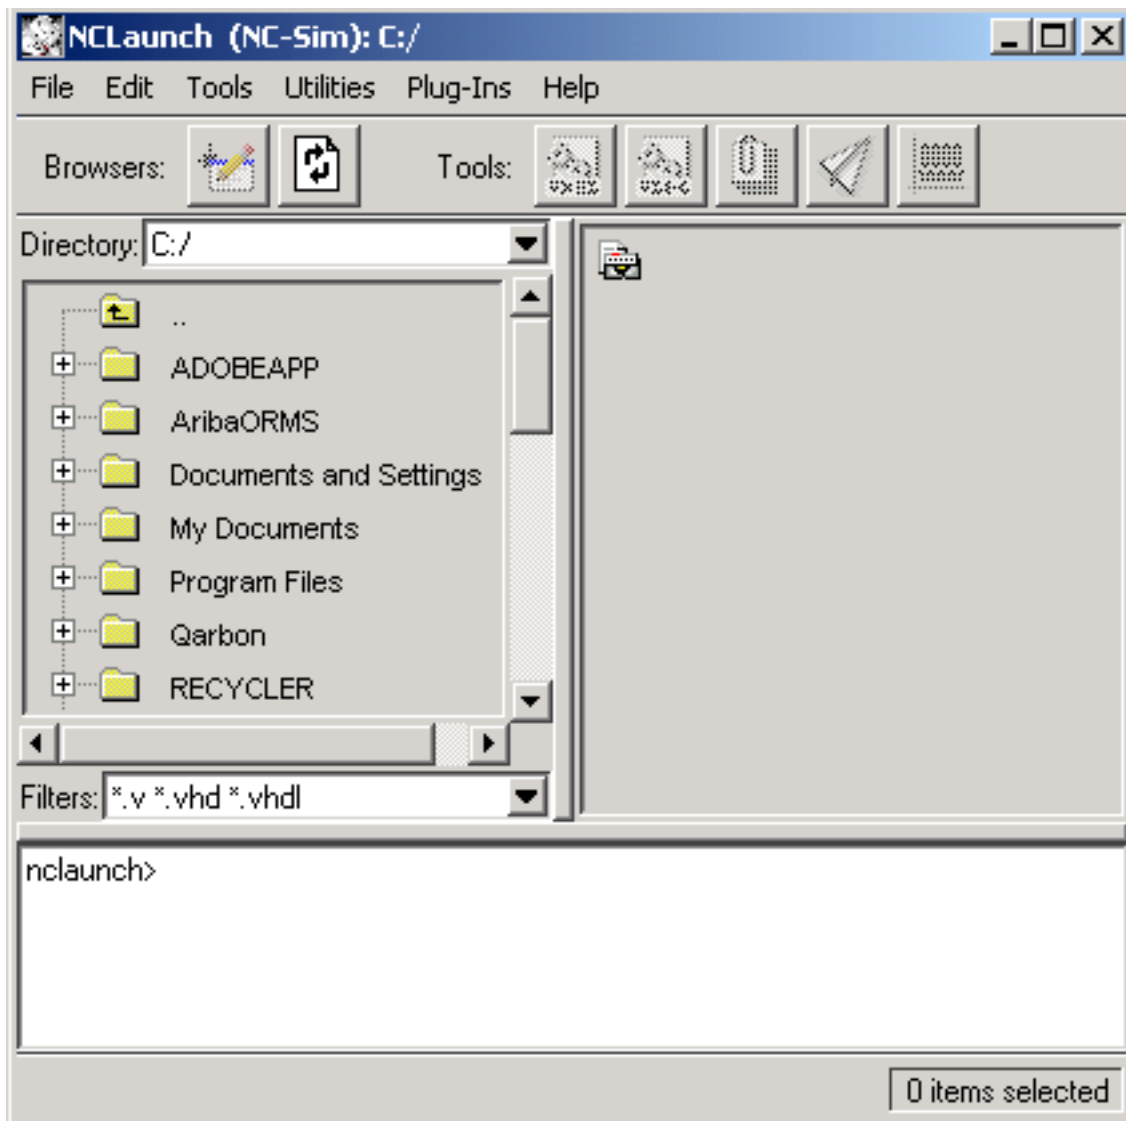 NCLaunch (NC-Sim): C:/
File Edit Tools Utilities Plug-Ins Help
Browsers: Tools:
Directory: C:/
..
ADOBEAPP
AribaORMS
Documents and Settings
My Documents
Program Files
Qarbon
RECYCLER
Filters: *.v *.vhd *.vhdl
nclaunch>
0 items selected